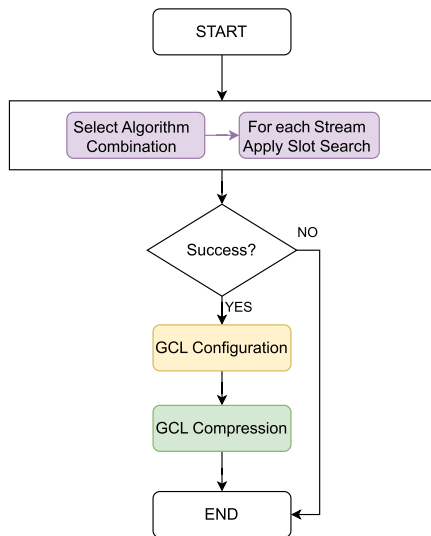 START
Select Algorithm
Combination
For each Stream
Apply Slot Search
Success?
NO
YES
GCL Configuration
GCL Compression
END